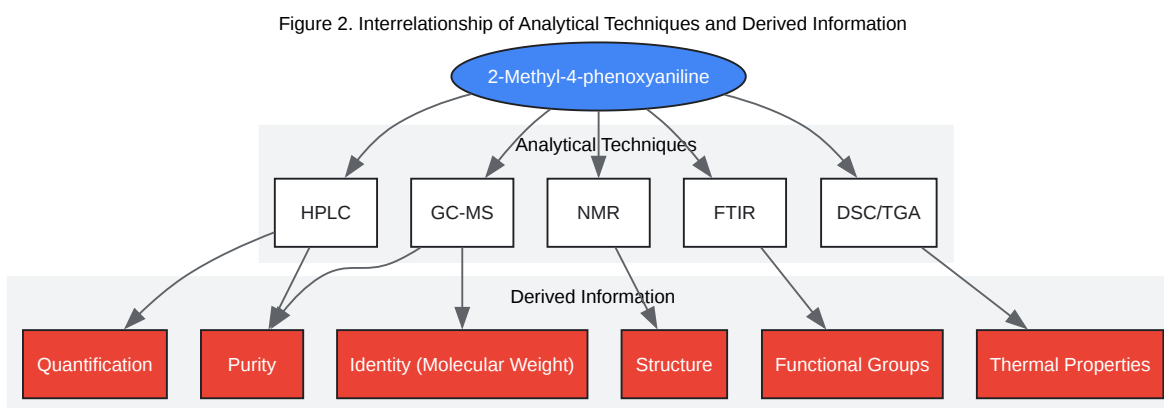 Figure 2. Interrelationship of Analytical Techniques and Derived Information
2-Methyl-4-phenoxyaniline
Analytical Techniques
HPLC
GC-MS
NMR
FTIR
DSC/TGA
Derived Information
Quantification
Purity
Identity (Molecular Weight)
Structure
Functional Groups
Thermal Properties